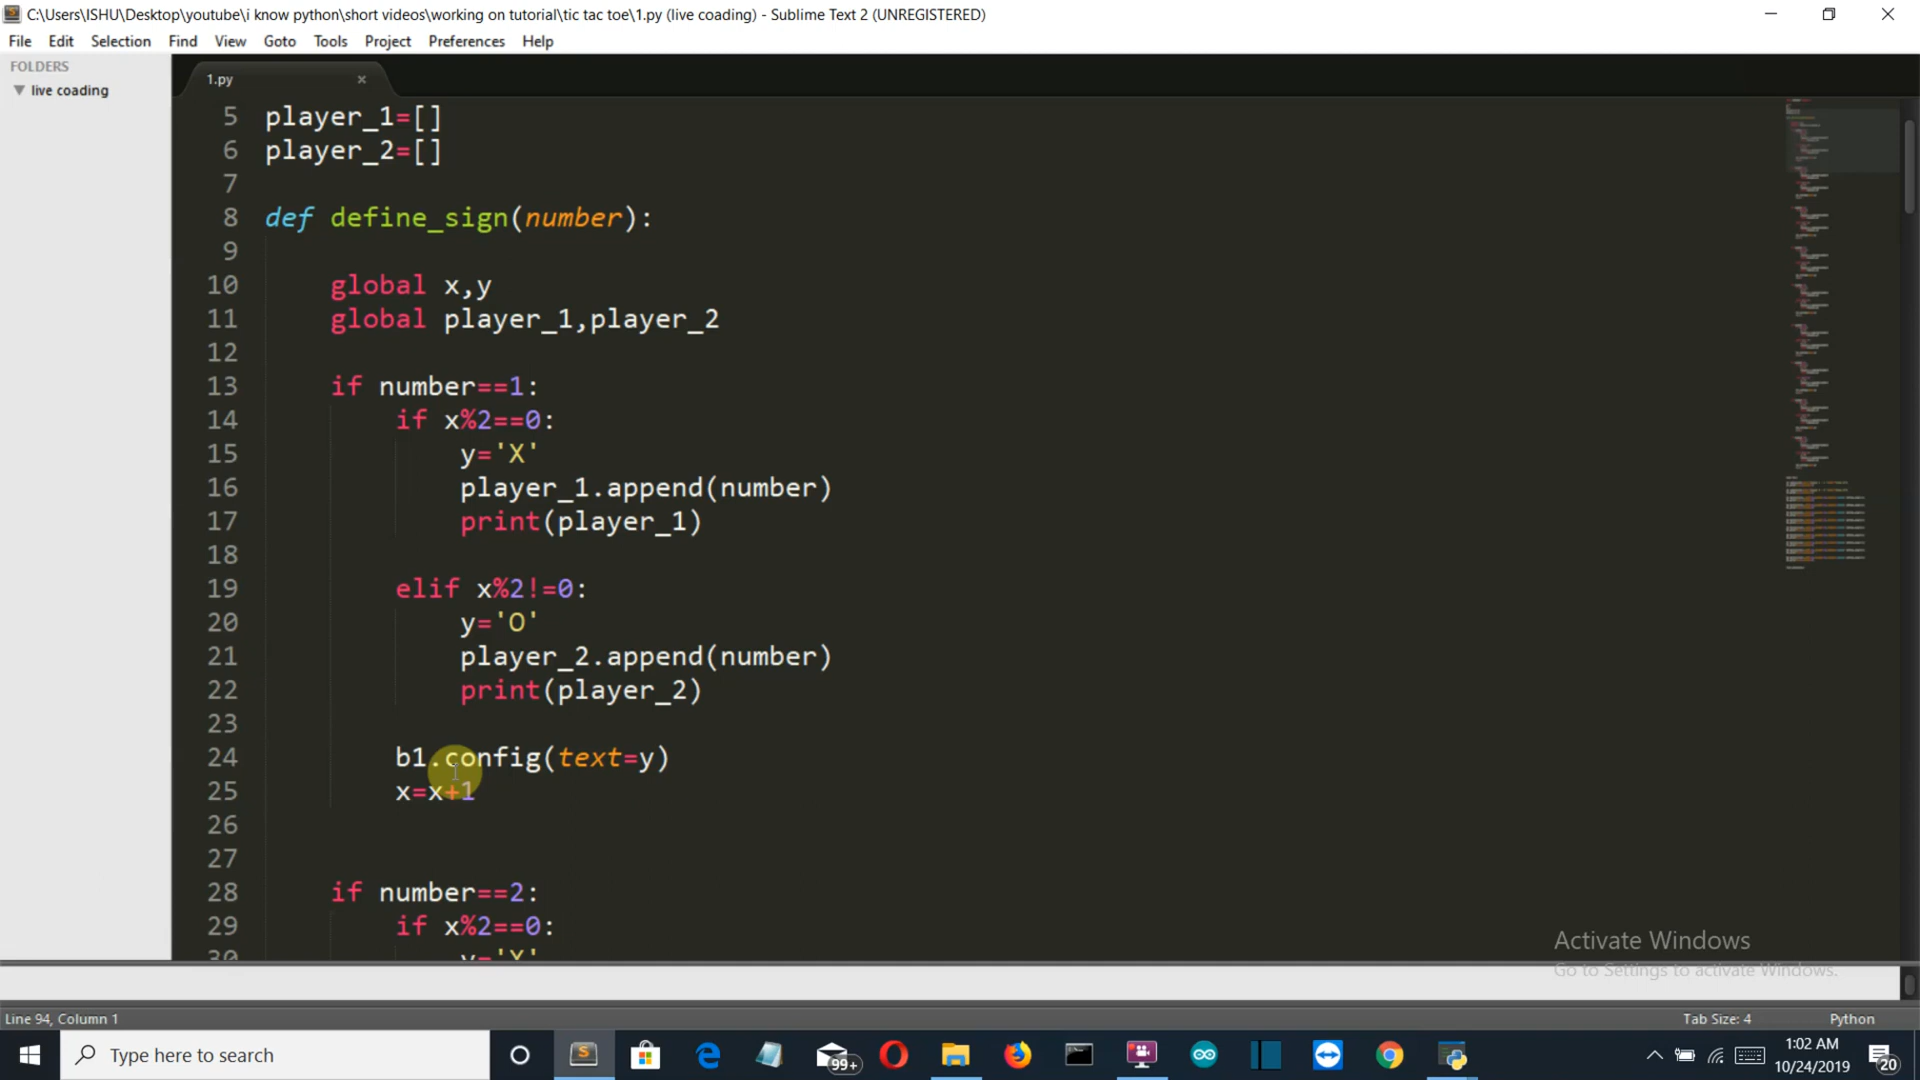 C:\Users\ISHU\Desktop\youtube\i know python\short videos\working on tutorial\tic tac toe\1.py (live coading) - Sublime Text 2 (UNREGISTERED)
File Edit Selection Find View Goto Tools Project Preferences Help
FOLDERS
live coading
1.py
5 player_1=[]
6 player_2=[]
7
8 def define_sign(number):
9
10 global x,y
11 global player_1,player_2
12
13 if number==1:
14 if x%2==0:
15 y='X'
16 player_1.append(number)
17 print(player_1)
18
19 elif x%2!=0:
20 y='O'
21 player_2.append(number)
22 print(player_2)
23
24 b1.config(text=y)
25 x=x+1
26
27
28 if number==2:
29 if x%2==0:
30 y='X'
Activate Windows
Go to Settings to activate Windows.
Line 94, Column 1
Tab Size: 4
Python
Type here to search
99+
1:02 AM
10/24/2019
20